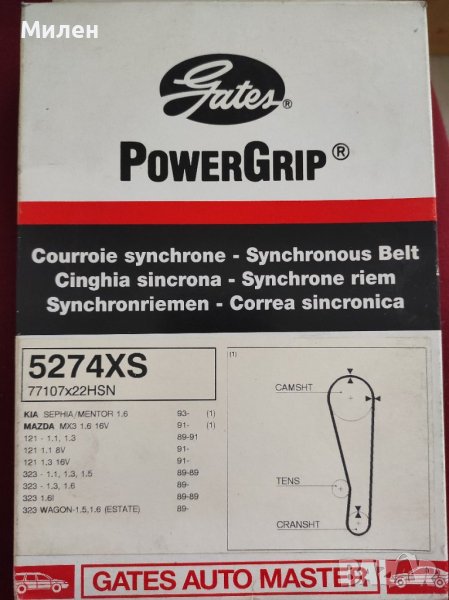 Милен
Gates®
POWERGRIP®
Courroie synchrone - Synchronous Belt
Cinghia sincrona - Synchrone riem
Synchronriemen - Correa sincronica
5274XS
77107x22HSN
KIA SEPHIA/MENTOR 1.6 93- (1)
MAZDA MX3 1.6 16V 91- (1)
121 - 1.1, 1.3 89-91
121 1.1 8V 91-
121 1.3 16V 91-
323 - 1.1, 1.3, 1.5 89-89
323 - 1.3, 1.6 89-
323 1.6I 89-89
323 WAGON-1.5,1.6 (ESTATE) 89-
(1)
CAMSHT
TENS
CRANSHT
GATES AUTO MASTER